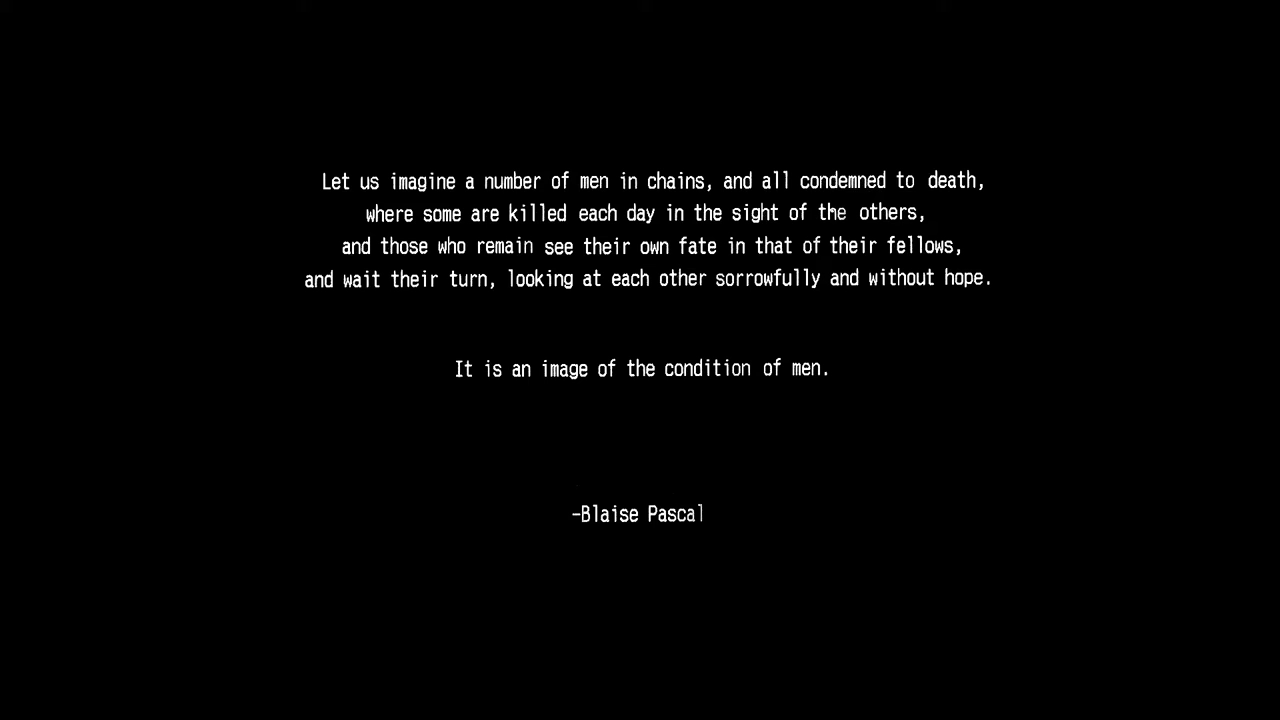 Let us imagine a number of men in chains, and all condemned to death,
where some are killed each day in the sight of the others,
and those who remain see their own fate in that of their fellows,
and wait their turn, looking at each other sorrowfully and without hope.
It is an image of the condition of men.
-Blaise Pascal